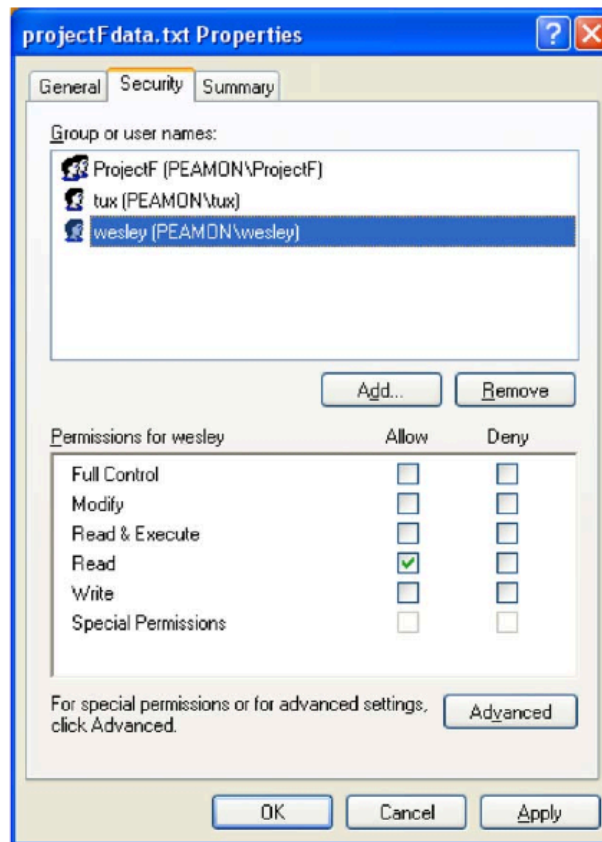 projectFdata.txt Properties
General Security Summary
Group or user names:
ProjectF (PEAMON\ProjectF)
tux (PEAMON\tux)
wesley (PEAMON\wesley)
Add... Remove
Permissions for wesley Allow Deny
Full Control
Modify
Read & Execute
Read
Write
Special Permissions
For special permissions or for advanced settings,
click Advanced.
Advanced
OK Cancel Apply